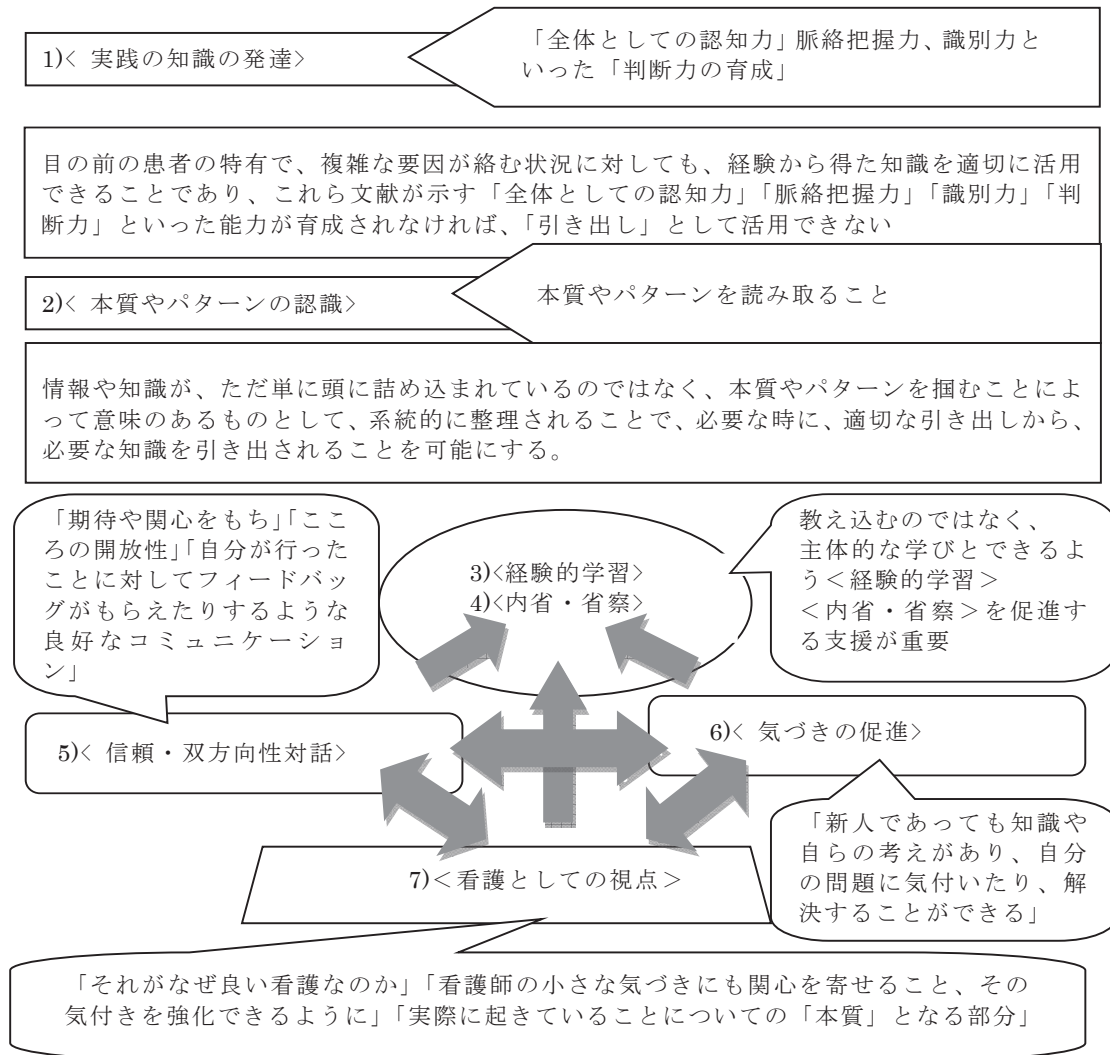 1)< 実践の知識の発達>
「全体としての認知力」脈絡把握力、識別力と
いった「判断力の育成」
目の前の患者の特有で、複雑な要因が絡む状況に対しても、経験から得た知識を適切に活用
できることであり、これら文献が示す「全体としての認知力」「脈絡把握力」「識別力」「判
断力」といった能力が育成されなければ、「引き出し」として活用できない
2)< 本質やパターンの認識>
本質やパターンを読み取ること
情報や知識が、ただ単に頭に詰め込まれているのではなく、本質やパターンを掴むことによ
って意味のあるものとして、系統的に整理されることで、必要な時に、適切な引き出しから、
必要な知識を引き出されることを可能にする。
「期待や関心をもち」「ここ
ろの開放性」「自分が行った
ことに対してフィードバッ
グがもらえたりするような
良好なコミュニケーショ
ン」
3)<経験的学習>
4)<内省・省察>
教え込むのではなく、
主体的な学びとできるよ
う<経験的学習>
<内省・省察>を促進す
る支援が重要
5)< 信頼・双方向性対話>
6)< 気づきの促進>
「新人であっても知識や
自らの考えがあり、自分
の問題に気付いたり、解
決することができる」
7)<看護としての視点>
「それがなぜ良い看護なのか」「看護師の小さな気づきにも関心を寄せること、その
気付きを強化できるように」「実際に起きていることについての「本質」となる部分」